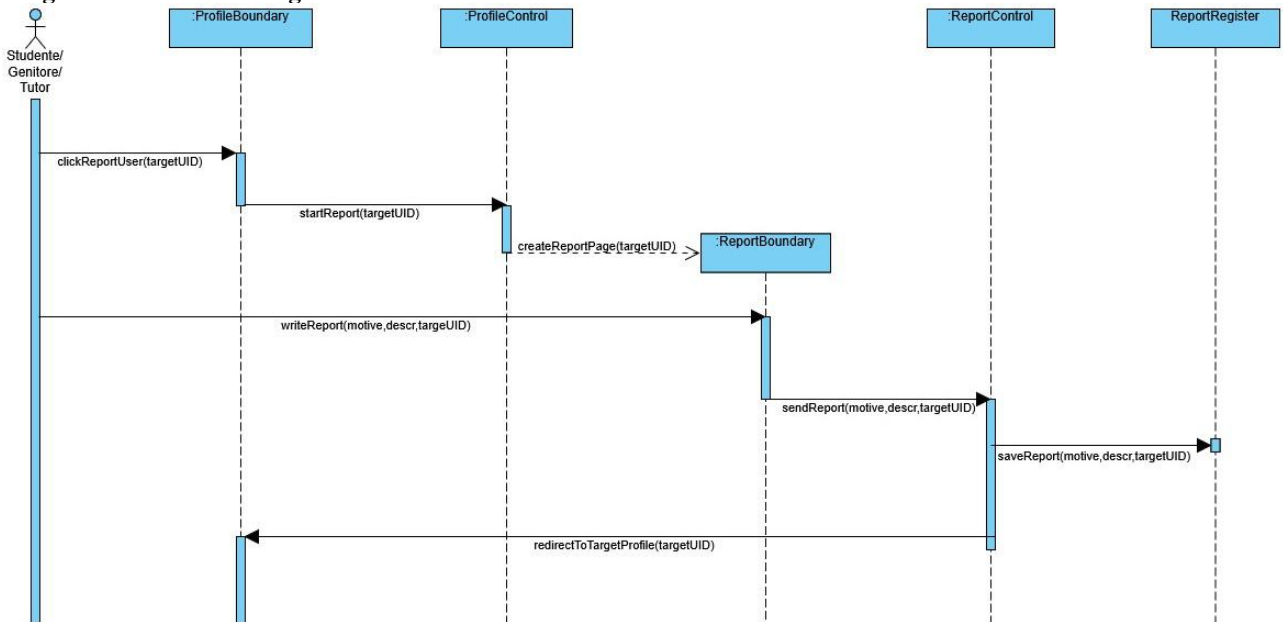 :ProfileBoundary
:ProfileControl
:ReportControl
ReportRegister
Studente/
Genitore/
Tutor
clickReportUser(targetUID)
startReport(targetUID)
createReportPage(targetUID)
:ReportBoundary
writeReport(motive,descr,targeUID)
sendReport(motive,descr,targetUID)
saveReport(motive,descr,targetUID)
redirectToTargetProfile(targetUID)